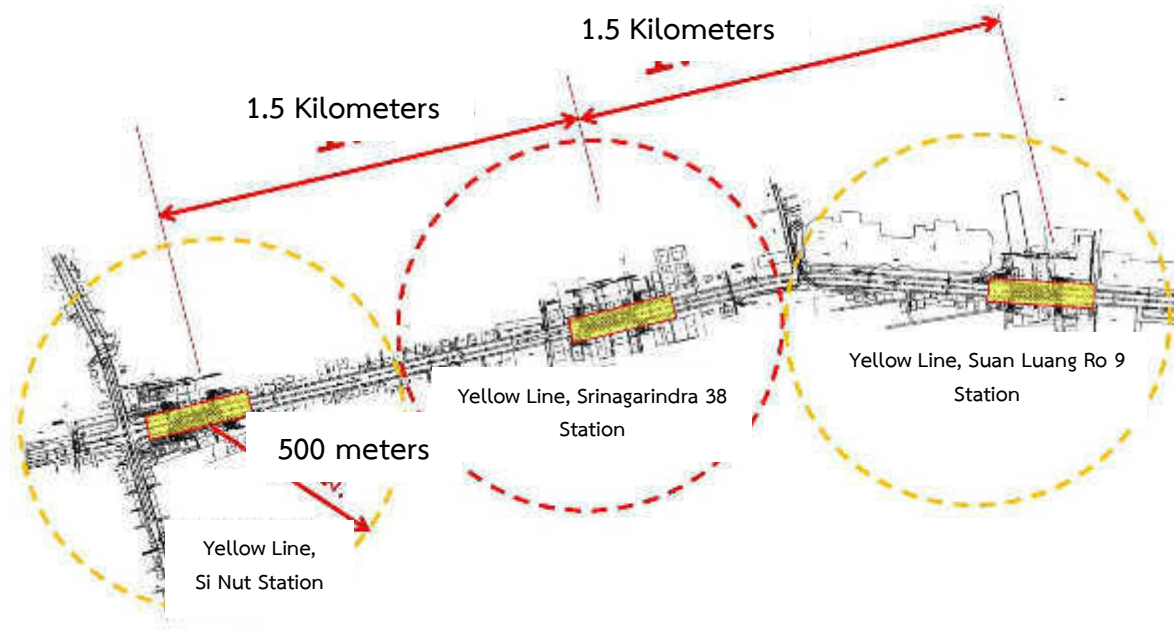 1.5 Kilometers
1.5 Kilometers
Yellow Line, Suan Luang Ro 9
Station
Yellow Line, Srinagarindra 38
Station
500 meters
Yellow Line,
Si Nut Station